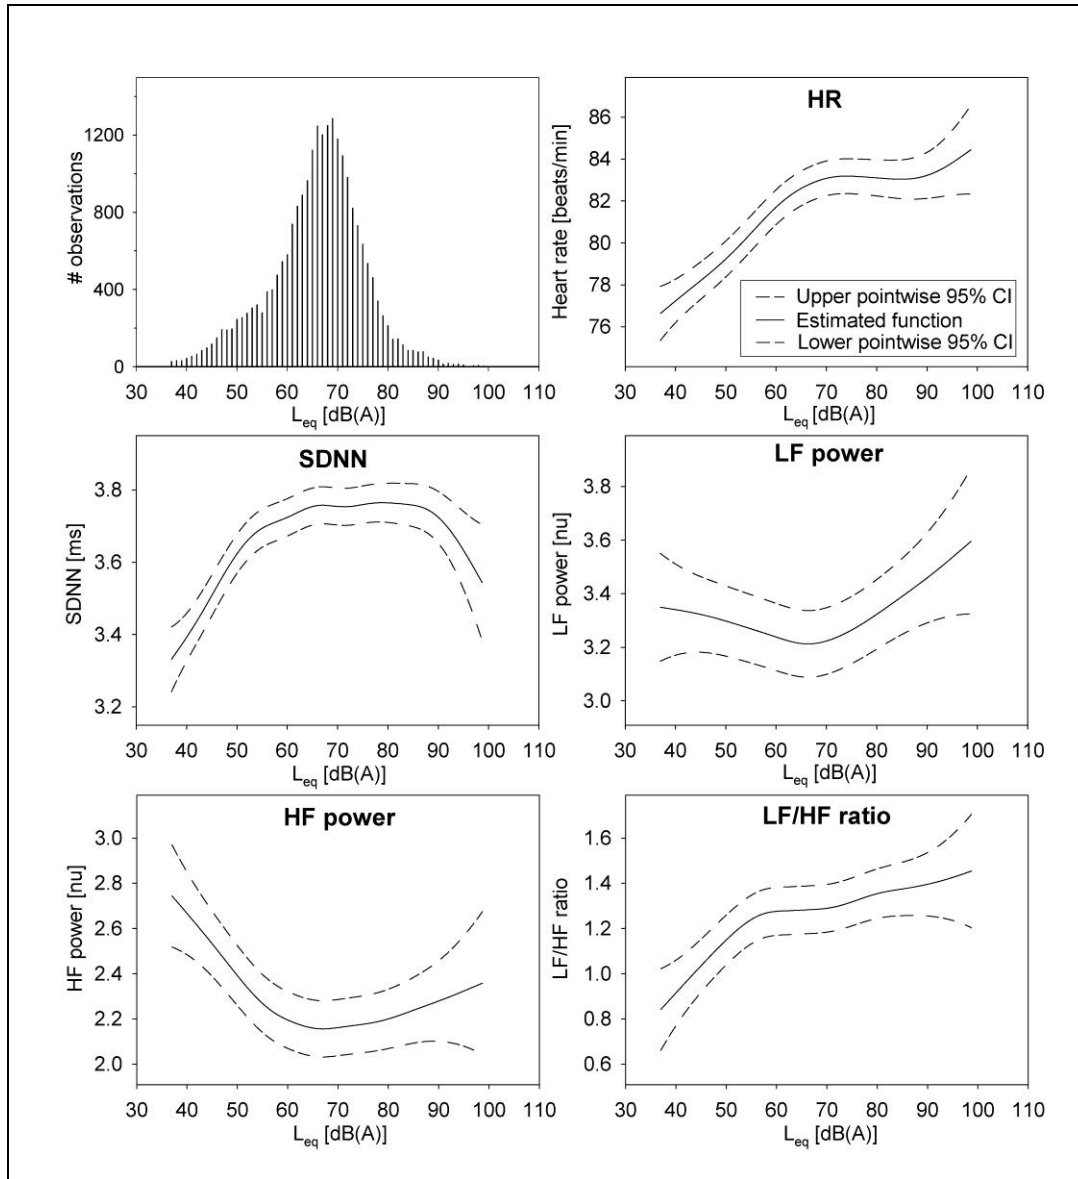 # observations
1200
800
400
0
30 40 50 60 70 80 90 100 110
Leq [dB(A)]
HR
Heart rate [beats/min]
86
84
82
80
78
76
Upper pointwise 95% CI
Estimated function
Lower pointwise 95% CI
30 40 50 60 70 80 90 100 110
Leq [dB(A)]
SDNN
SDNN [ms]
3.8
3.6
3.4
3.2
30 40 50 60 70 80 90 100 110
Leq [dB(A)]
LF power
LF power [nu]
3.8
3.6
3.4
3.2
3.0
30 40 50 60 70 80 90 100 110
Leq [dB(A)]
HF power
HF power [nu]
3.0
2.8
2.6
2.4
2.2
2.0
30 40 50 60 70 80 90 100 110
Leq [dB(A)]
LF/HF ratio
LF/HF ratio
1.6
1.4
1.2
1.0
0.8
0.6
30 40 50 60 70 80 90 100 110
Leq [dB(A)]